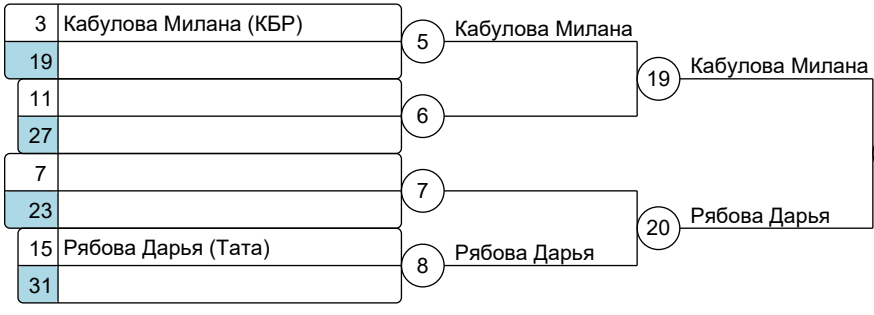 3 Кабулова Милана (КБР)
19
5 Кабулова Милана
11
27
6
19 Кабулова Милана
7
23
7
15 Рябова Дарья (Тата)
31
8 Рябова Дарья
20 Рябова Дарья